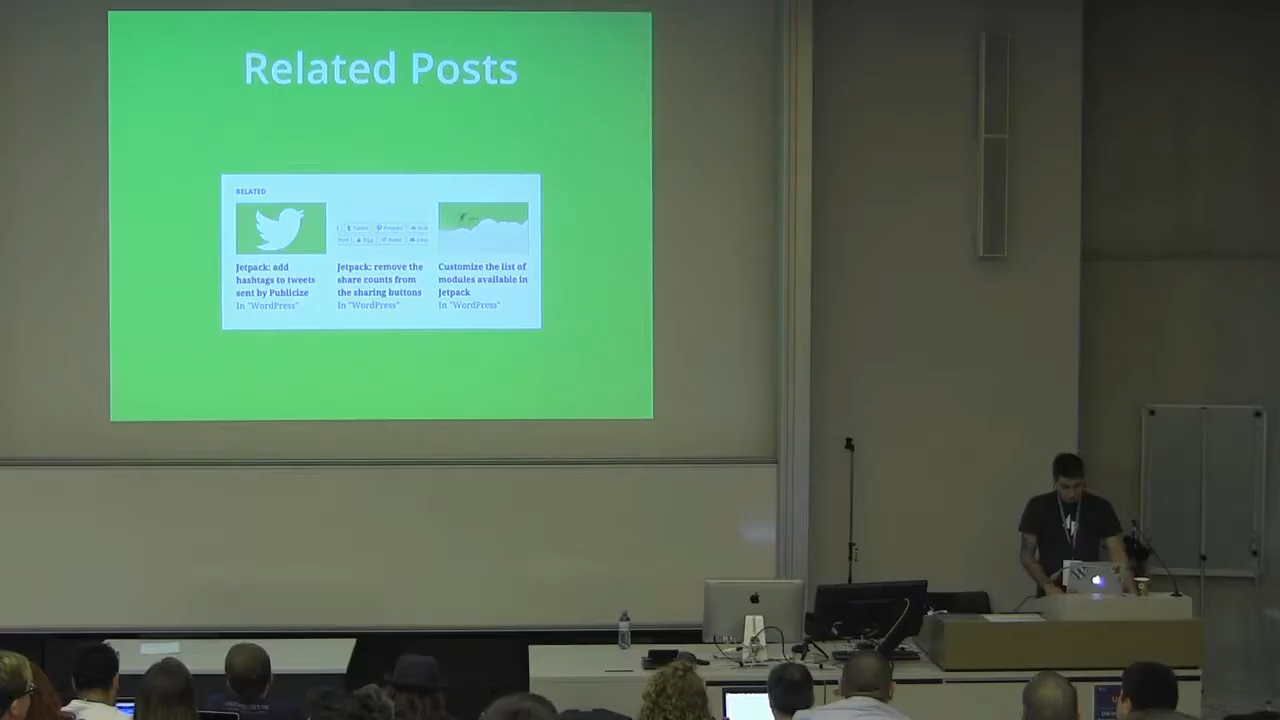 Related Posts
RELATED
Jetpack: add
hashtags to tweets
sent by Publicize
In "WordPress"
Jetpack: remove the
share counts from
the sharing buttons
In "WordPress"
Customize the list of
modules available in
Jetpack
In "WordPress"